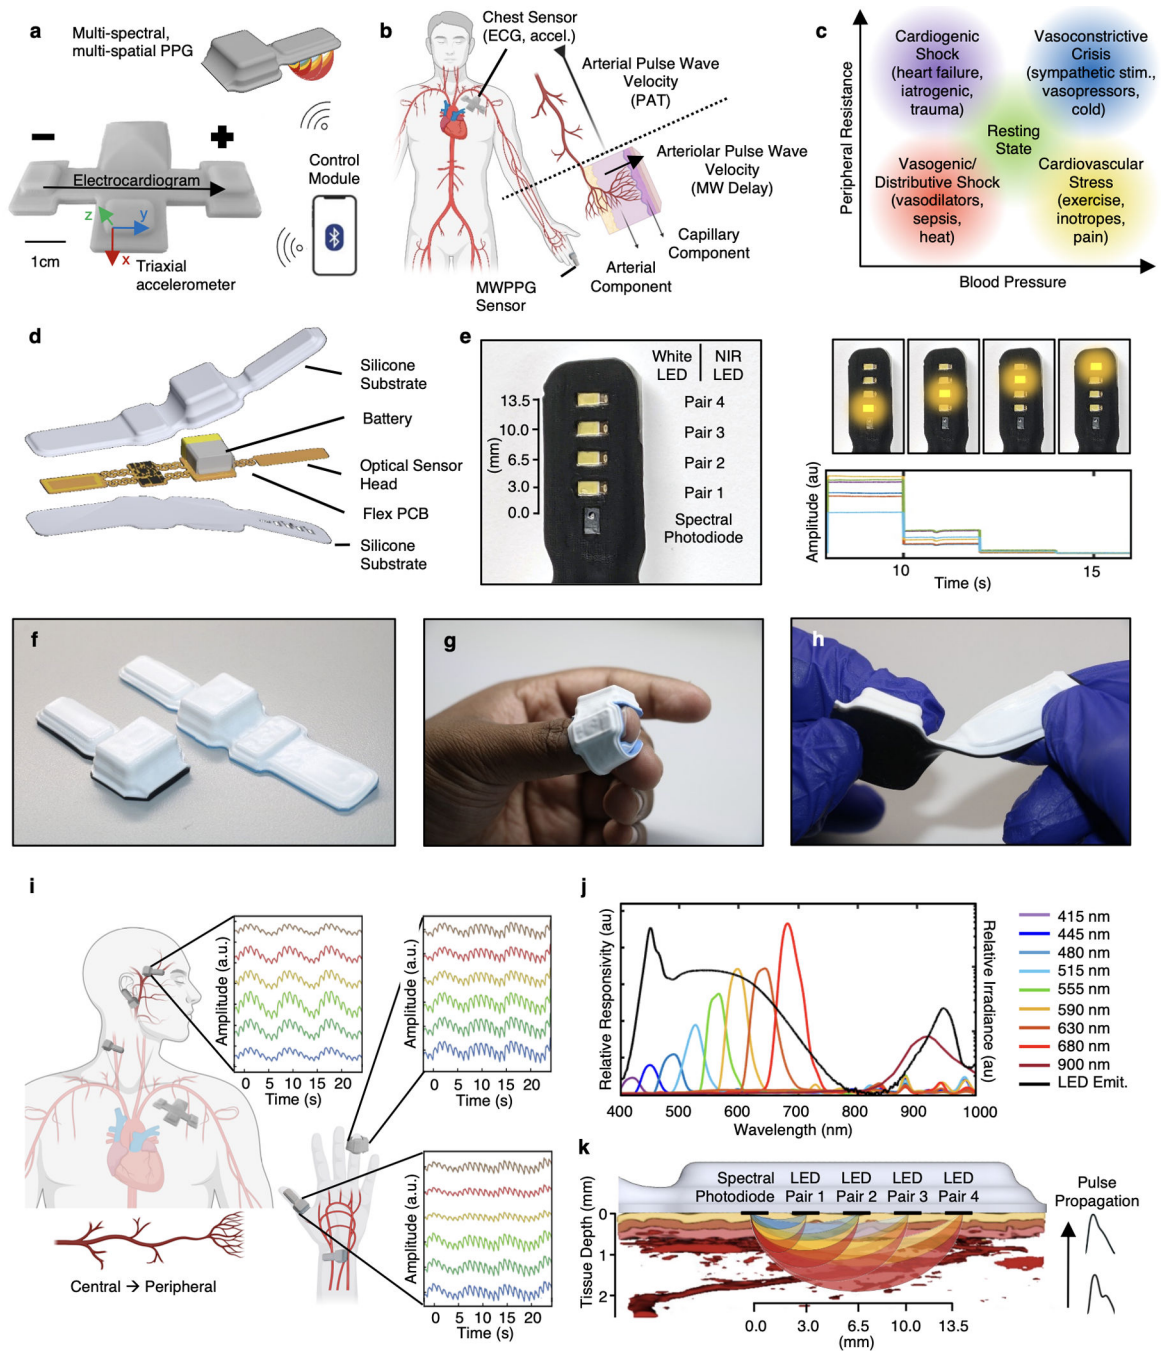 a
Multi-spectral,
multi-spatial PPG
−
+
Electrocardiogram
z
y
x
1cm
Triaxial
accelerometer
Control
Module
b
Chest Sensor
(ECG, accel.)
Arterial Pulse Wave
Velocity
(PAT)
Arteriolar Pulse Wave
Velocity
(MW Delay)
Capillary
Component
Arterial
Component
MWPPG
Sensor
c
Peripheral Resistance
Cardiogenic
Shock
(heart failure,
iatrogenic,
trauma)
Vasoconstrictive
Crisis
(sympathetic stim.,
vasopressors,
cold)
Resting
State
Vasogenic/
Distributive Shock
(vasodilators,
sepsis,
heat)
Cardiovascular
Stress
(exercise,
inotropes,
pain)
Blood Pressure
d
Silicone
Substrate
Battery
Optical Sensor
Head
Flex PCB
Silicone
Substrate
e
White
LED
NIR
LED
13.5
10.0
6.5
3.0
0.0
(mm)
Pair 4
Pair 3
Pair 2
Pair 1
Spectral
Photodiode
Amplitude (au)
10
15
Time (s)
f
g
h
i
Amplitude (a.u.)
0 5 10 15 20
Time (s)
Amplitude (a.u.)
0 5 10 15 20
Time (s)
Amplitude (a.u.)
0 5 10 15 20
Time (s)
Central → Peripheral
j
Relative Responsivity (au)
Relative Irradiance (au)
400 500 600 700 800 900 1000
Wavelength (nm)
415 nm
445 nm
480 nm
515 nm
555 nm
590 nm
630 nm
680 nm
900 nm
LED Emit.
k
Spectral
Photodiode
LED
Pair 1
LED
Pair 2
LED
Pair 3
LED
Pair 4
Tissue Depth (mm)
0
1
2
0.0 3.0 6.5 10.0 13.5
(mm)
Pulse
Propagation